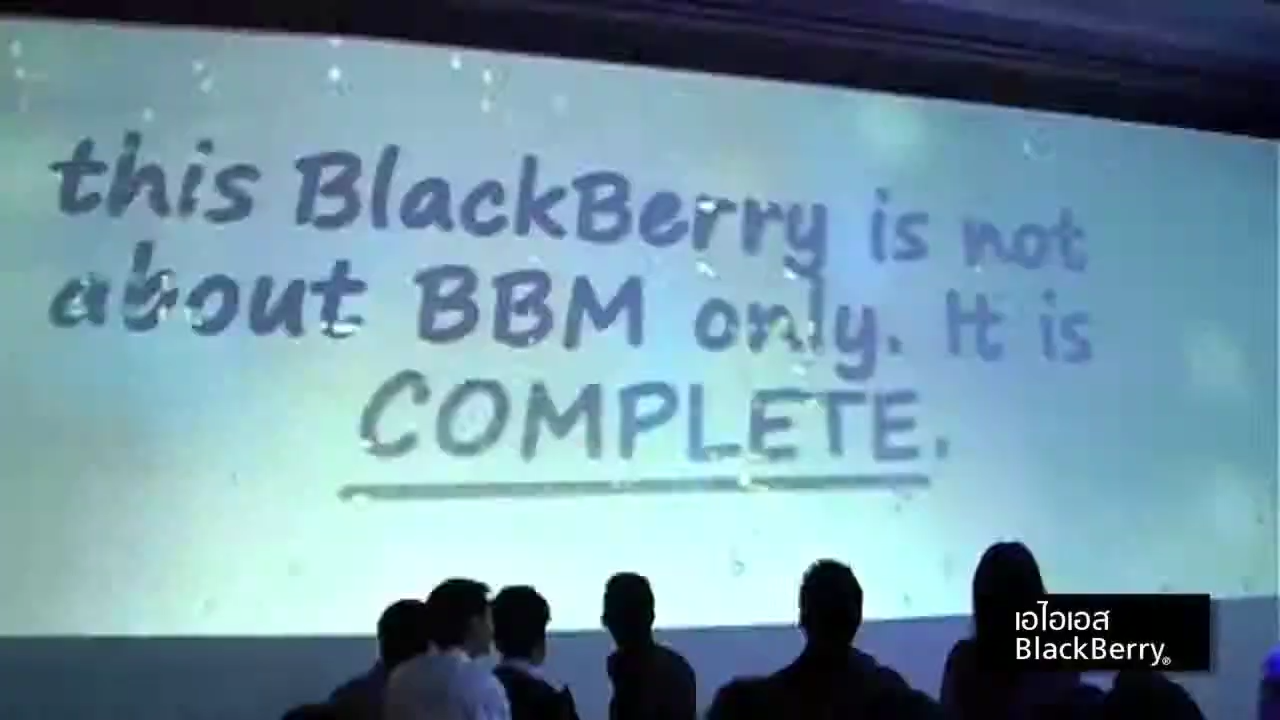 this BlackBerry is not
about BBM only. It is
COMPLETE.
เอไอเอส
BlackBerry®